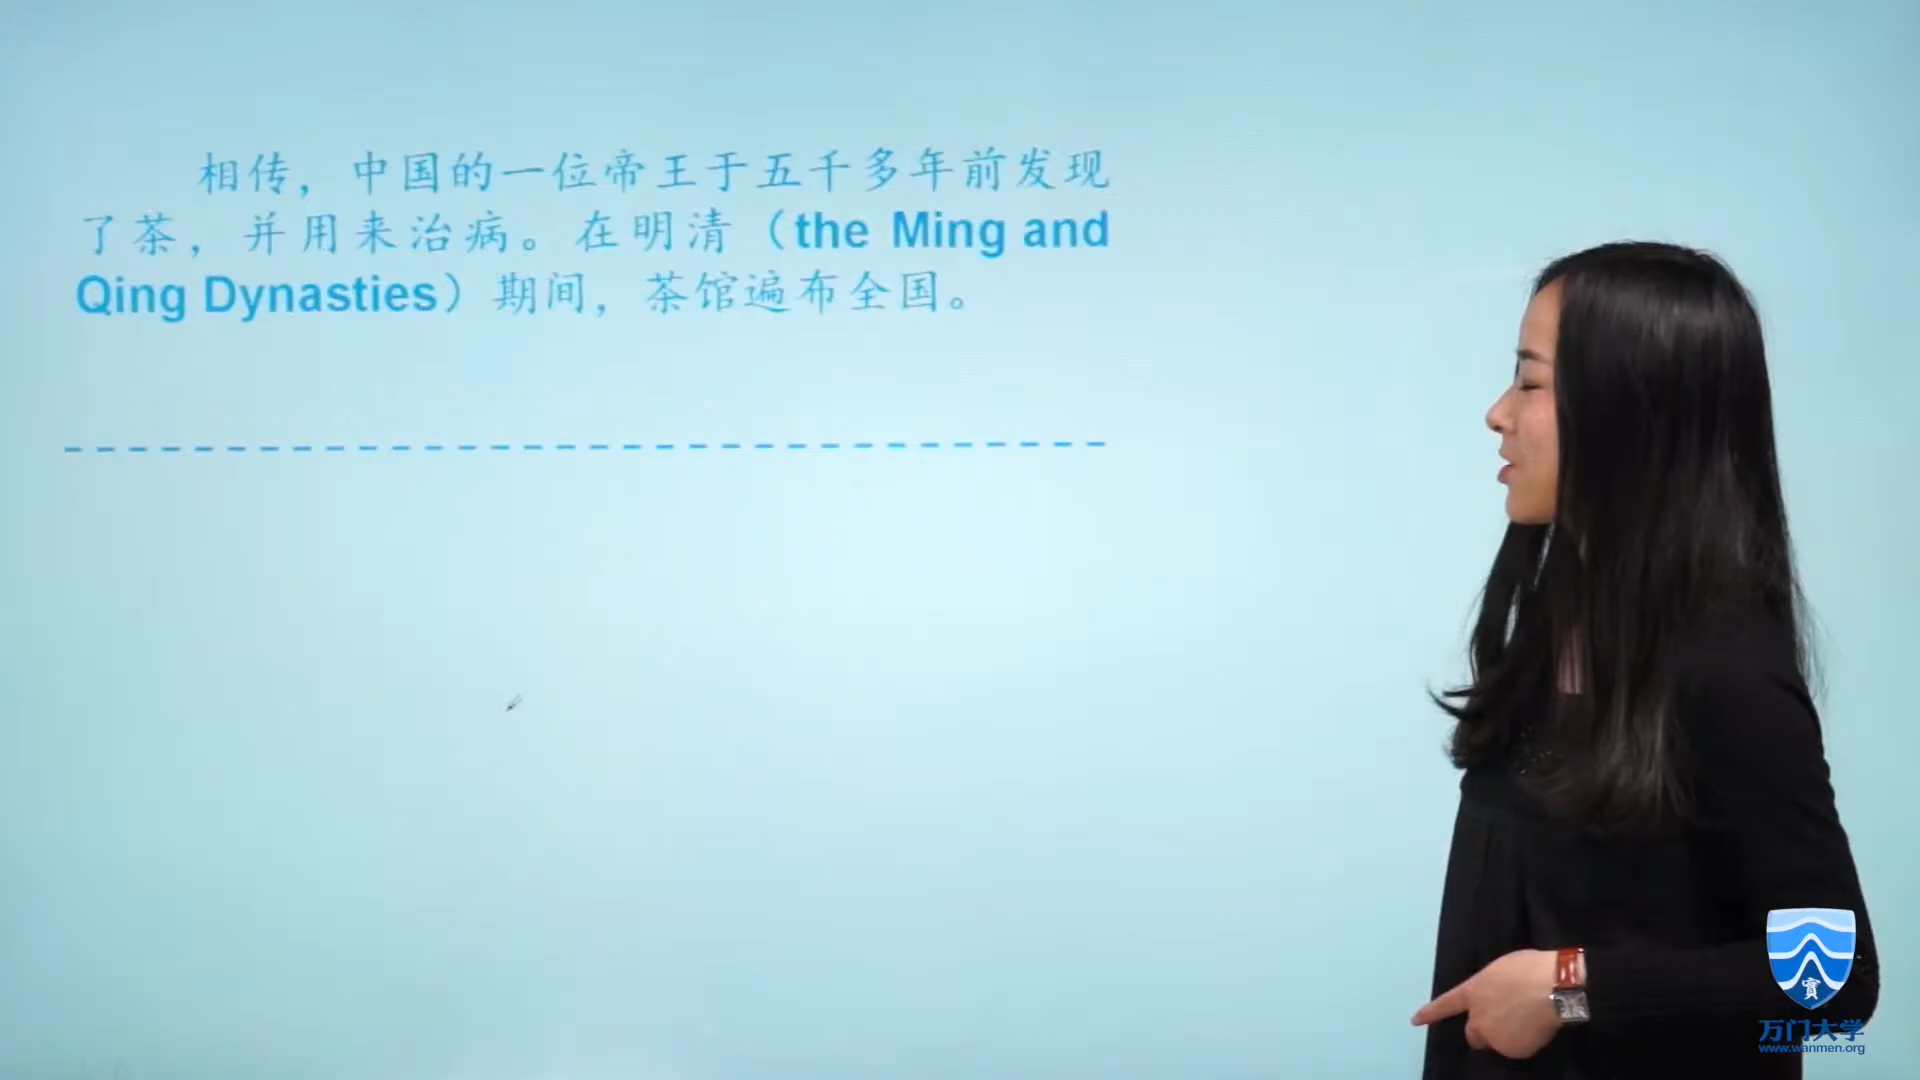 相传，中国的一位帝王于五千多年前发现
了茶，并用来治病。在明清（the Ming and
Qing Dynasties）期间，茶馆遍布全国。
實
万门大学
www.wanmen.org